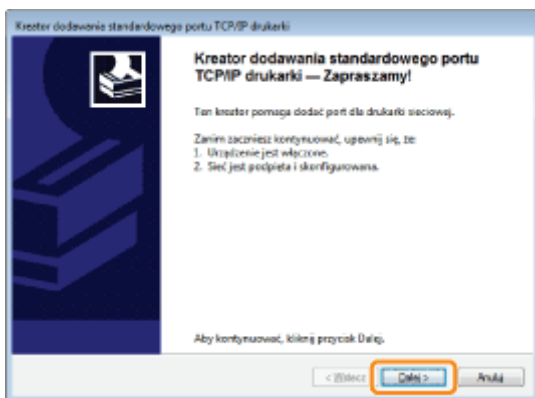 Kreator dodawania standardowego portu TCP/IP drukarki
Kreator dodawania standardowego portu
TCP/IP drukarki — Zapraszamy!
Ten kreator pomaga dodać port dla drukarki sieciowej.
Zanim zaczniesz kontynuować, upewnij się, że:
1. Urządzenie jest włączone.
2. Sieć jest podpięta i skonfigurowana.
Aby kontynuować, kliknij przycisk Dalej.
< Wstecz
Dalej >
Anuluj